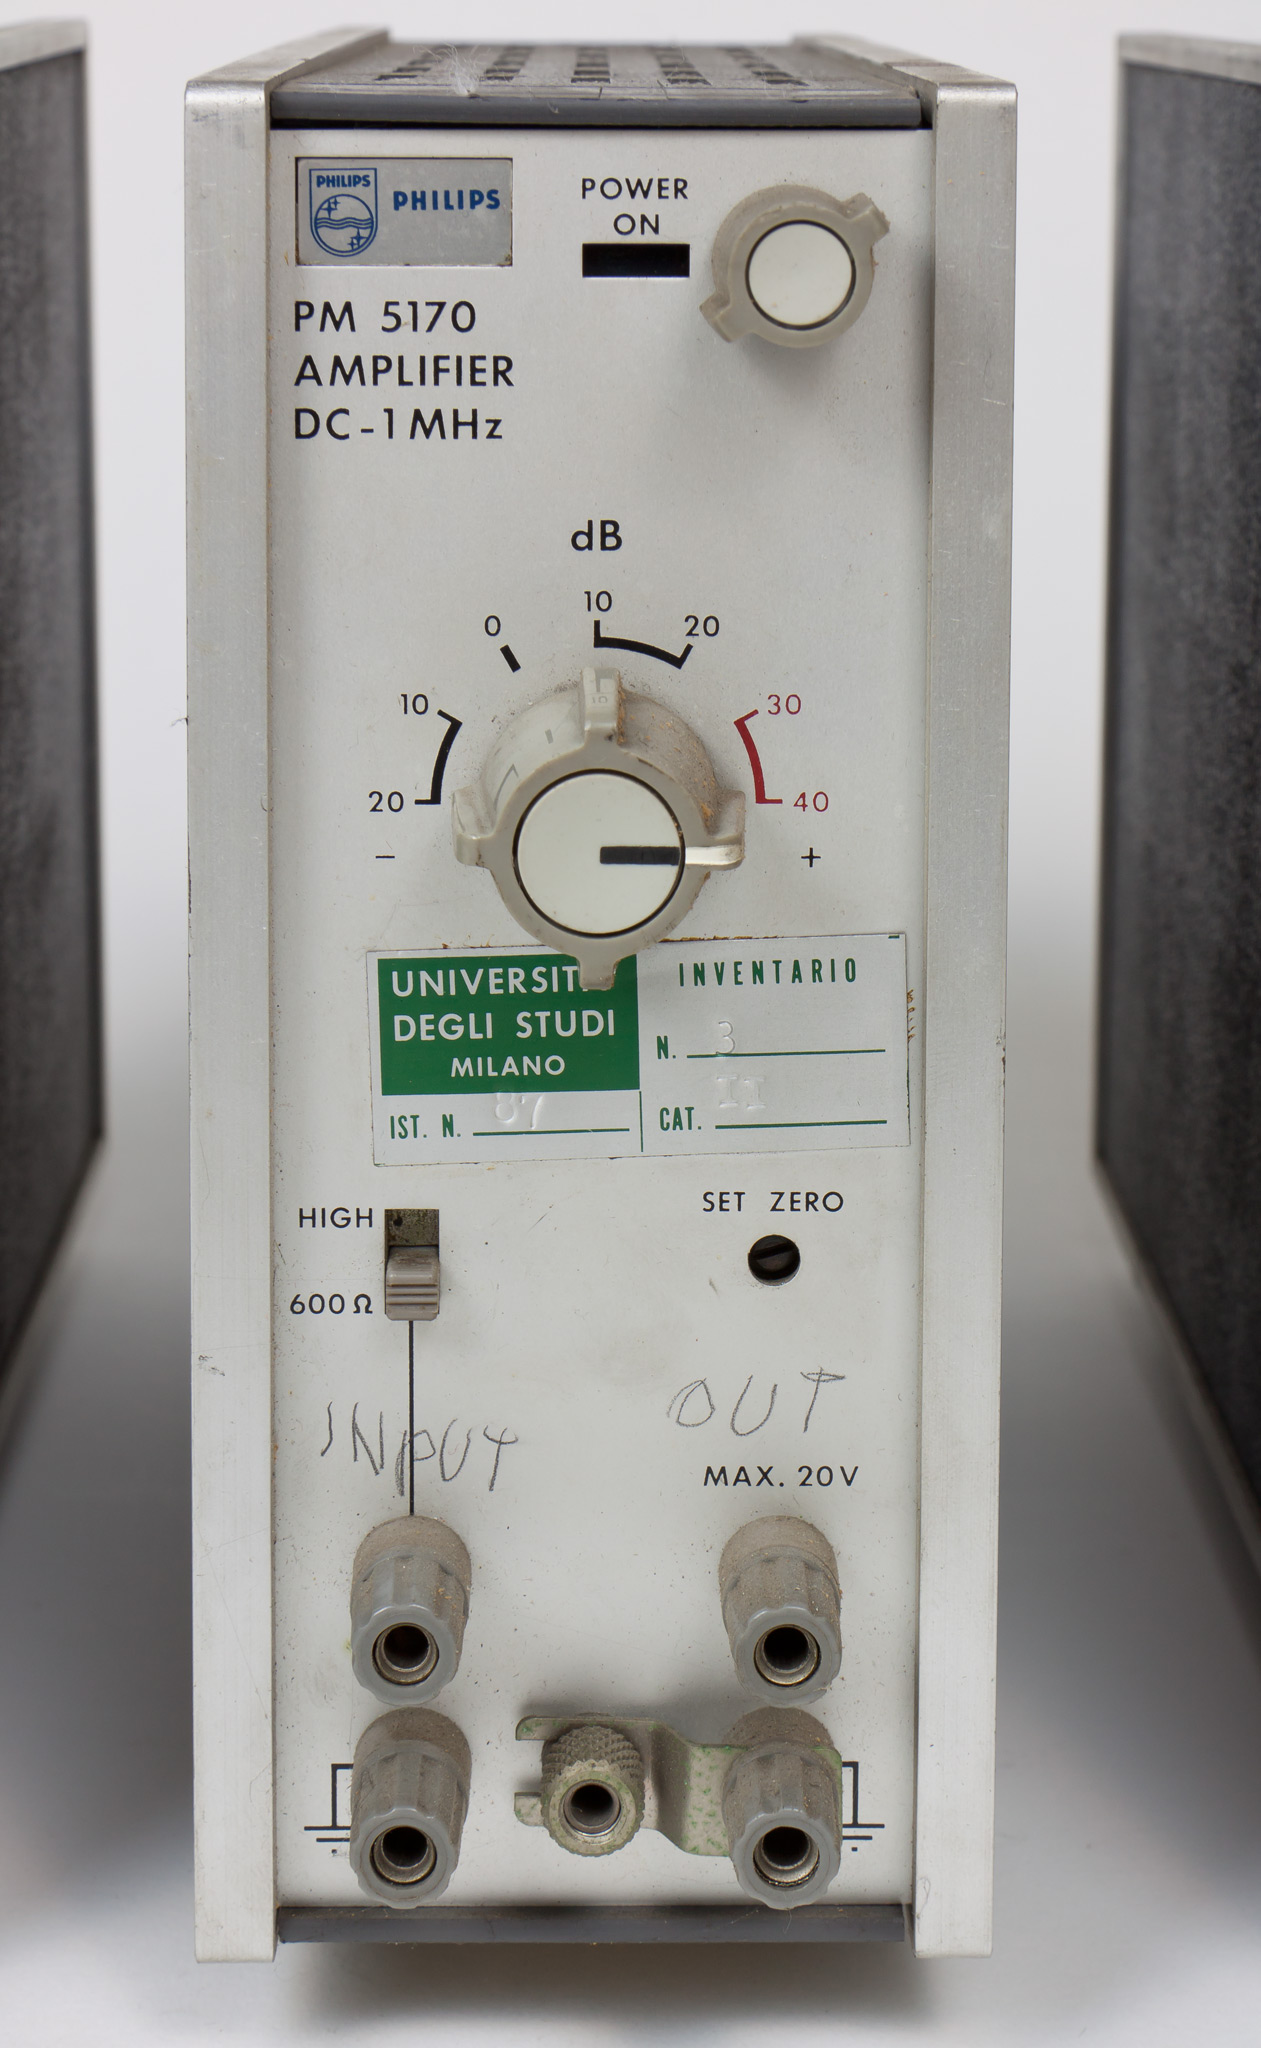 PHILIPS
PHILIPS
POWER
ON
PM 5170
AMPLIFIER
DC-1MHz
dB
10
0
20
10
30
20
40
-
+
UNIVERSIT
DEGLI STUDI
MILANO
INVENTARIO
N. 3
IST. N. 87
CAT. II
HIGH
SET ZERO
600Ω
INPUT
OUT
MAX. 20V